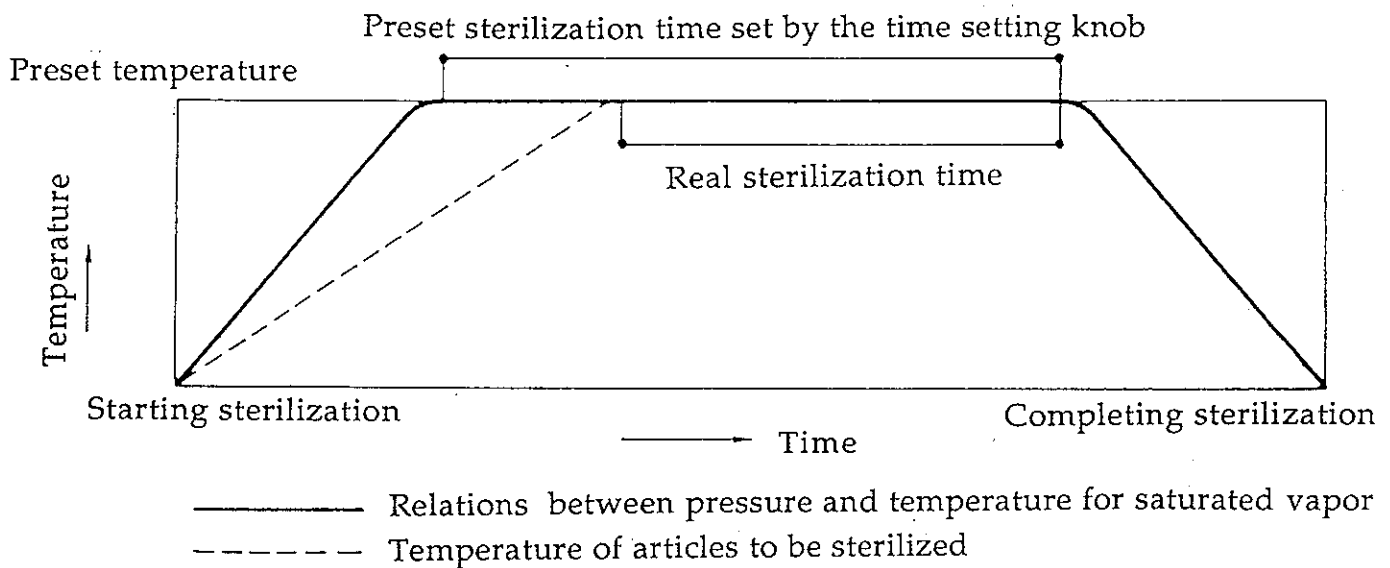 Preset sterilization time set by the time setting knob
Preset temperature
Real sterilization time
Temperature
Starting sterilization
Completing sterilization
Time
Relations between pressure and temperature for saturated vapor
Temperature of articles to be sterilized